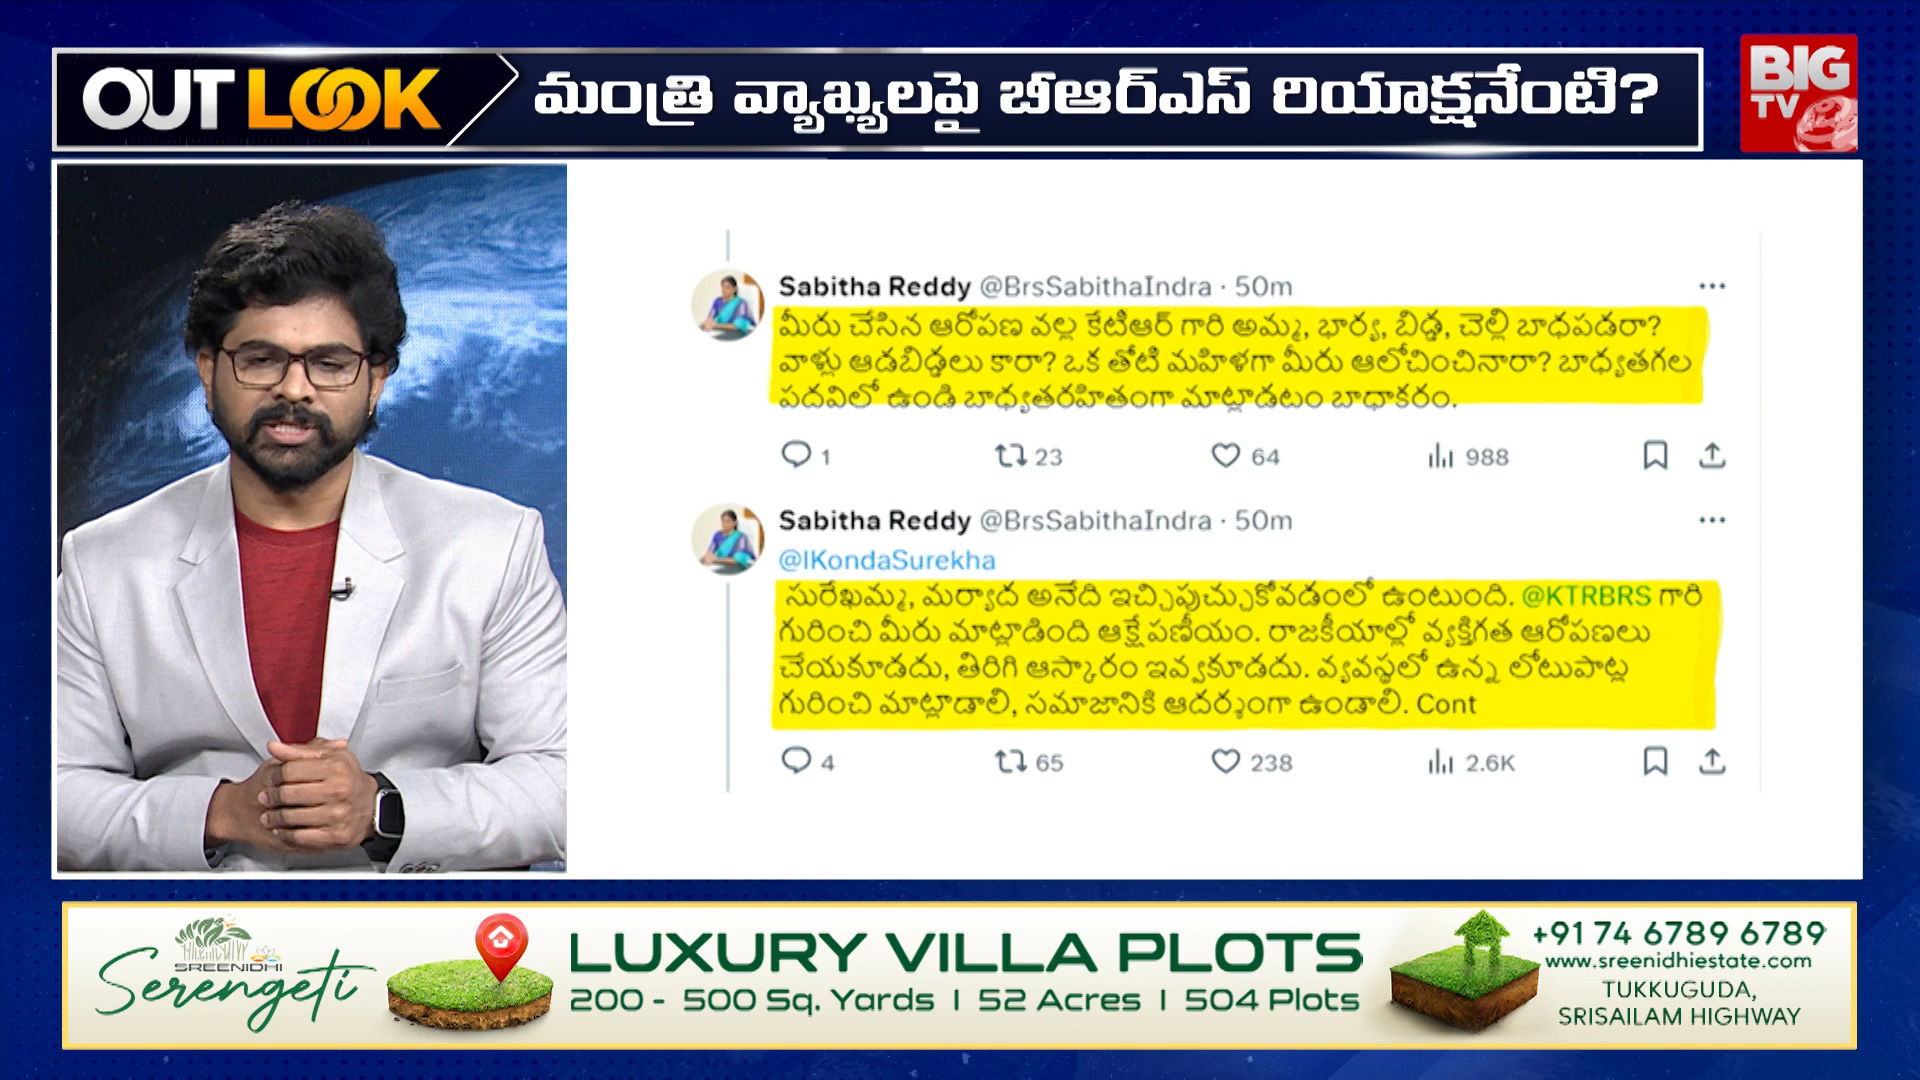 OUTLOOK
మంత్రి వ్యాఖ్యలపై బీఆర్ఎస్ రియాక్షనేంటి?
BIG
TV
Sabitha Reddy @BrsSabithaIndra · 50m
మీరు చేసిన ఆరోపణ వల్ల కేటీఆర్ గారి అమ్మ, భార్య, బిడ్డ, చెల్లి బాధపడరా?
వాళ్లు ఆడబిడ్డలు కారా? ఒక తోటి మహిళగా మీరు ఆలోచించినారా? బాధ్యతగల
పదవిలో ఉండి బాధ్యతరహితంగా మాట్లాడటం బాధాకరం.
1 23 64 988
Sabitha Reddy @BrsSabithaIndra · 50m
@IKondaSurekha
సురేఖమ్మ, మర్యాద అనేది ఇచ్చిపుచ్చుకోవడంలో ఉంటుంది. @KTRBRS గారి
గురించి మీరు మాట్లాడింది ఆక్షేపణీయం. రాజకీయాల్లో వ్యక్తిగత ఆరోపణలు
చేయకూడదు, తిరిగి ఆస్కారం ఇవ్వకూడదు. వ్యవస్థలో ఉన్న లోటుపాట్ల
గురించి మాట్లాడాలి, సమాజానికి ఆదర్శంగా ఉండాలి. Cont
4 65 238 2.6K
SREENIDHI
Serengeti
LUXURY VILLA PLOTS
200 - 500 Sq. Yards I 52 Acres I 504 Plots
+91 74 6789 6789
www.sreenidhiestate.com
TUKKUGUDA,
SRISAILAM HIGHWAY